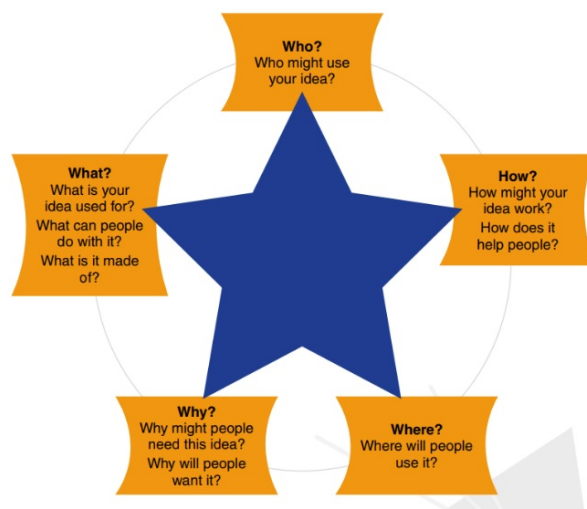 Who?
Who might use
your idea?
What?
What is your
idea used for?
What can people
do with it?
What is it made
of?
How?
How might your
idea work?
How does it
help people?
Why?
Why might people
need this idea?
Why will people
want it?
Where?
Where will people
use it?